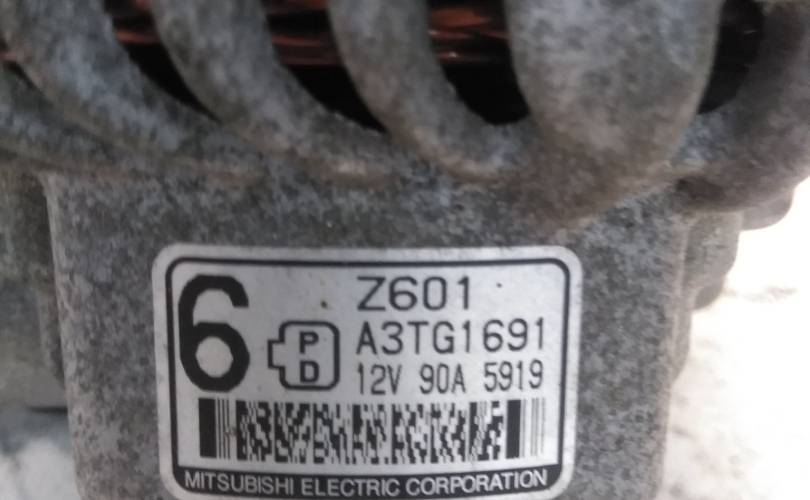 6
Z601
P
D
A3TG1691
12V 90A 5919
MITSUBISHI ELECTRIC CORPORATION